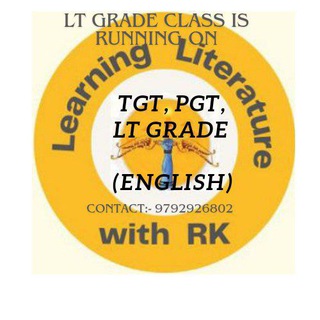 LT GRADE CLASS IS
RUNNING ON
Learning Literature
TGT, PGT,
LT GRADE
(ENGLISH)
CONTACT:- 9792926802
with RK